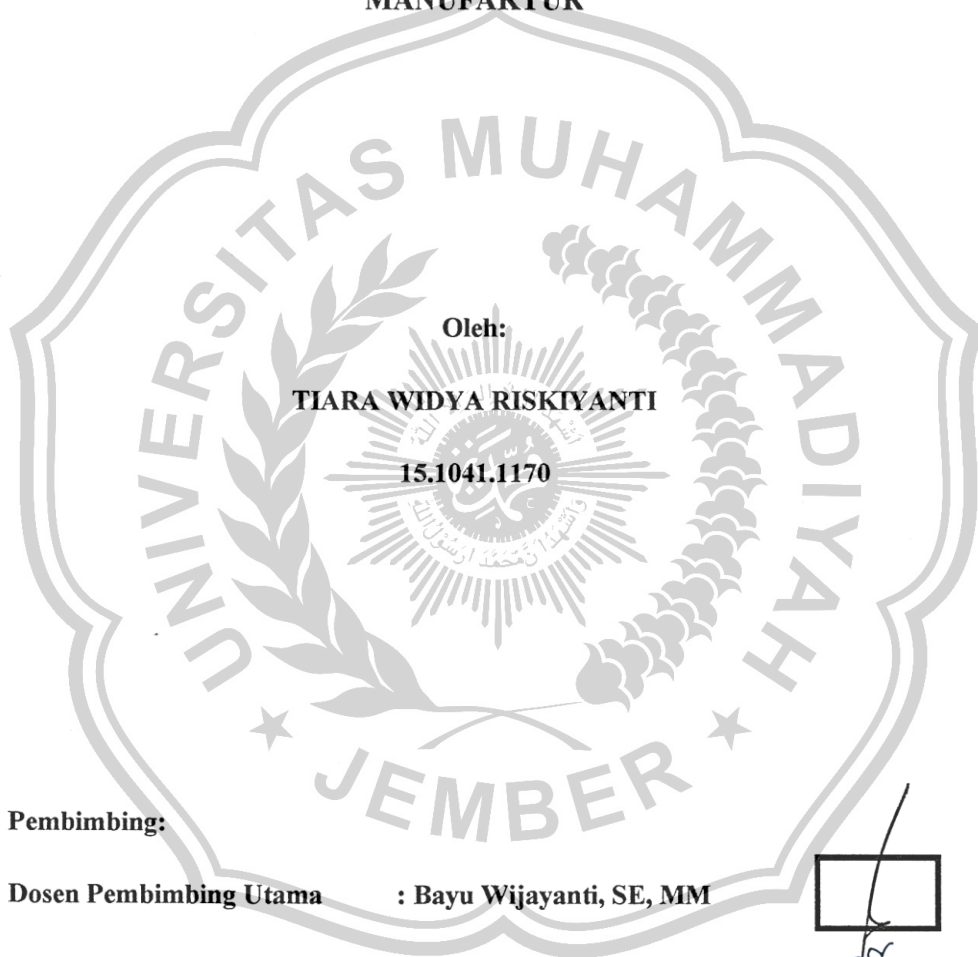 MANUFAKTUR
UNIVERSITAS MUHAMMADIYAH
JEMBER
Oleh:
TIARA WIDYA RISKIYANTI
15.1041.1170
Pembimbing:
Dosen Pembimbing Utama : Bayu Wijayanti, SE, MM